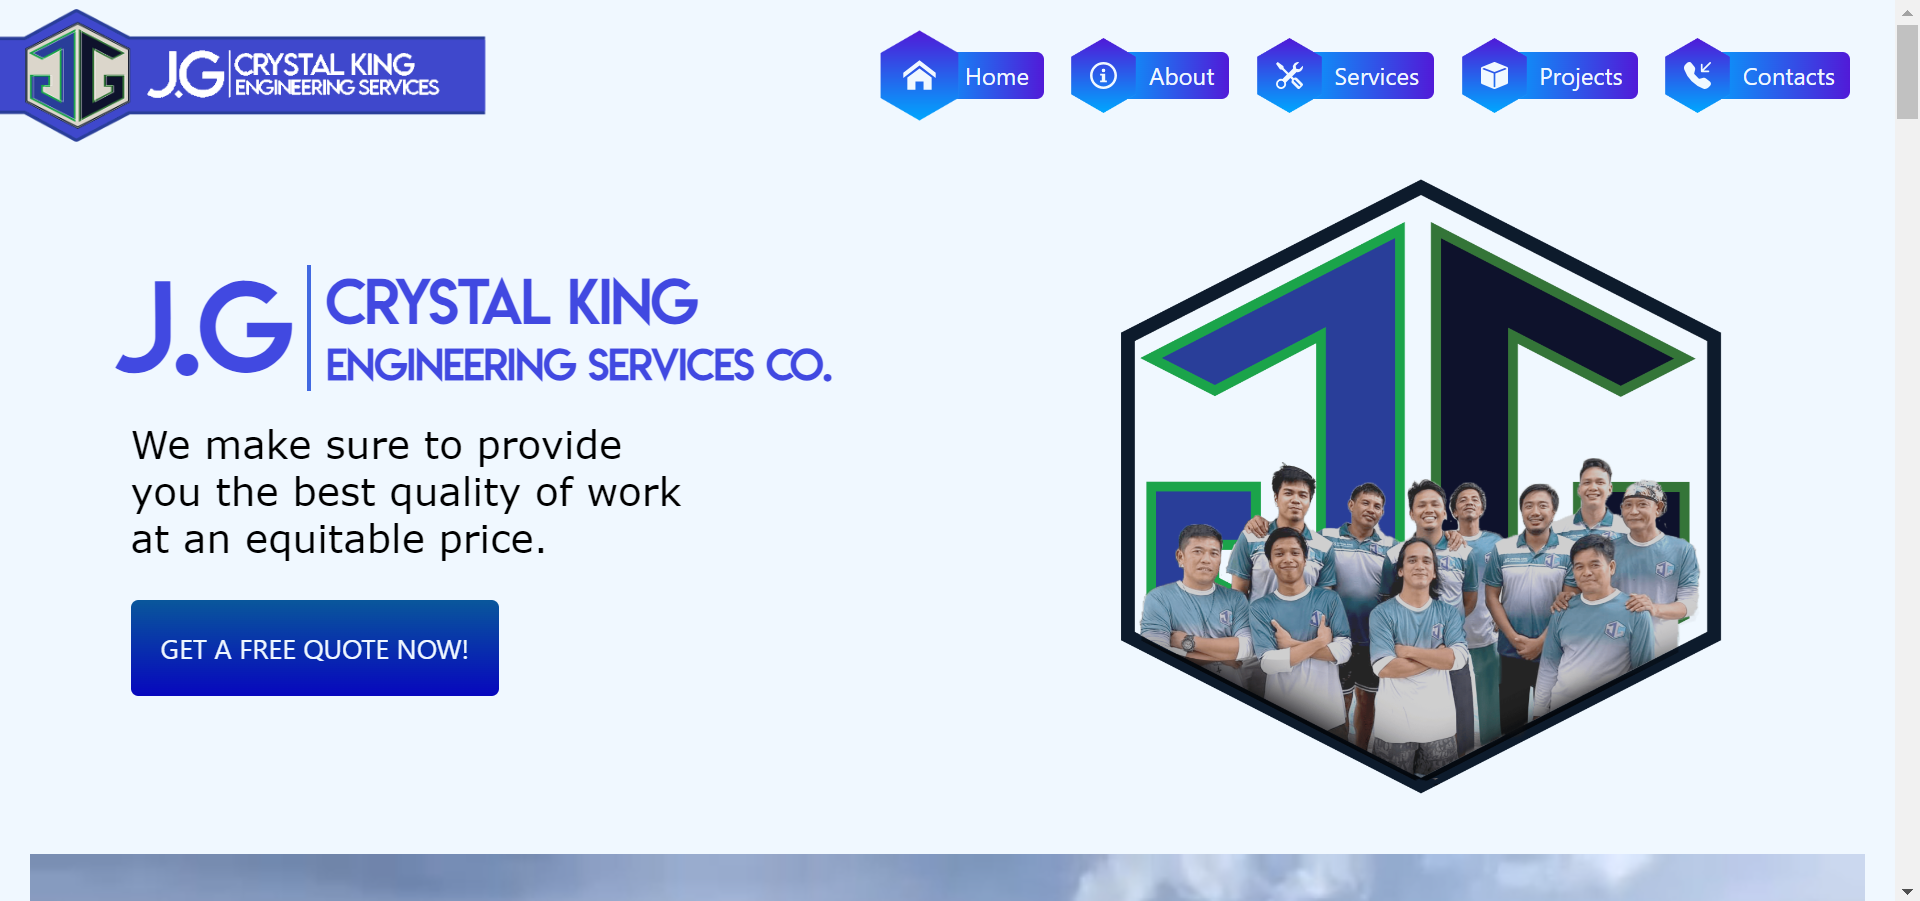 J.G CRYSTAL KING
ENGINEERING SERVICES
Home
About
Services
Projects
Contacts
J.G CRYSTAL KING
ENGINEERING SERVICES CO.
We make sure to provide
you the best quality of work
at an equitable price.
GET A FREE QUOTE NOW!